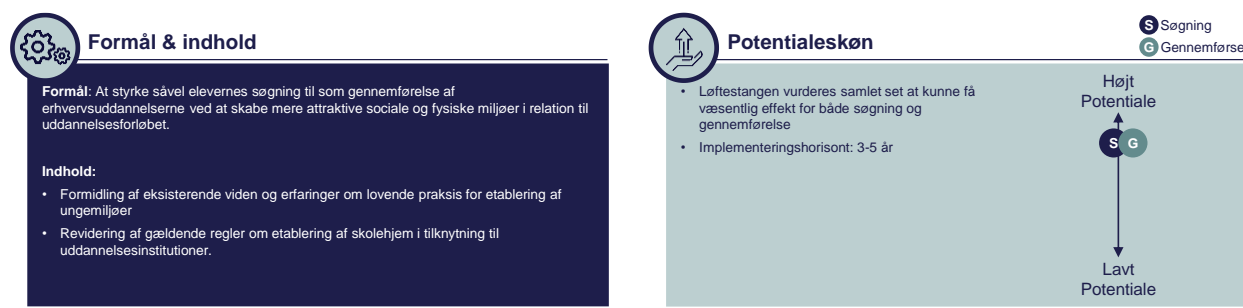 Formål & indhold
Formål: At styrke såvel elevernes søgning til som gennemførelse af
erhvervsuddannelserne ved at skabe mere attraktive sociale og fysiske miljøer i relation til
uddannelsesforløbet.
Indhold:
• Formidling af eksisterende viden og erfaringer om lovende praksis for etablering af
ungemiljøer
• Revidering af gældende regler om etablering af skolehjem i tilknytning til
uddannelsesinstitutioner.
Potentialeskøn
S Søgning
G Gennemførse
• Løftestangen vurderes samlet set at kunne få
væsentlig effekt for både søgning og
gennemførelse
• Implementeringshorisont: 3-5 år
Højt
Potentiale
S G
Lavt
Potentiale